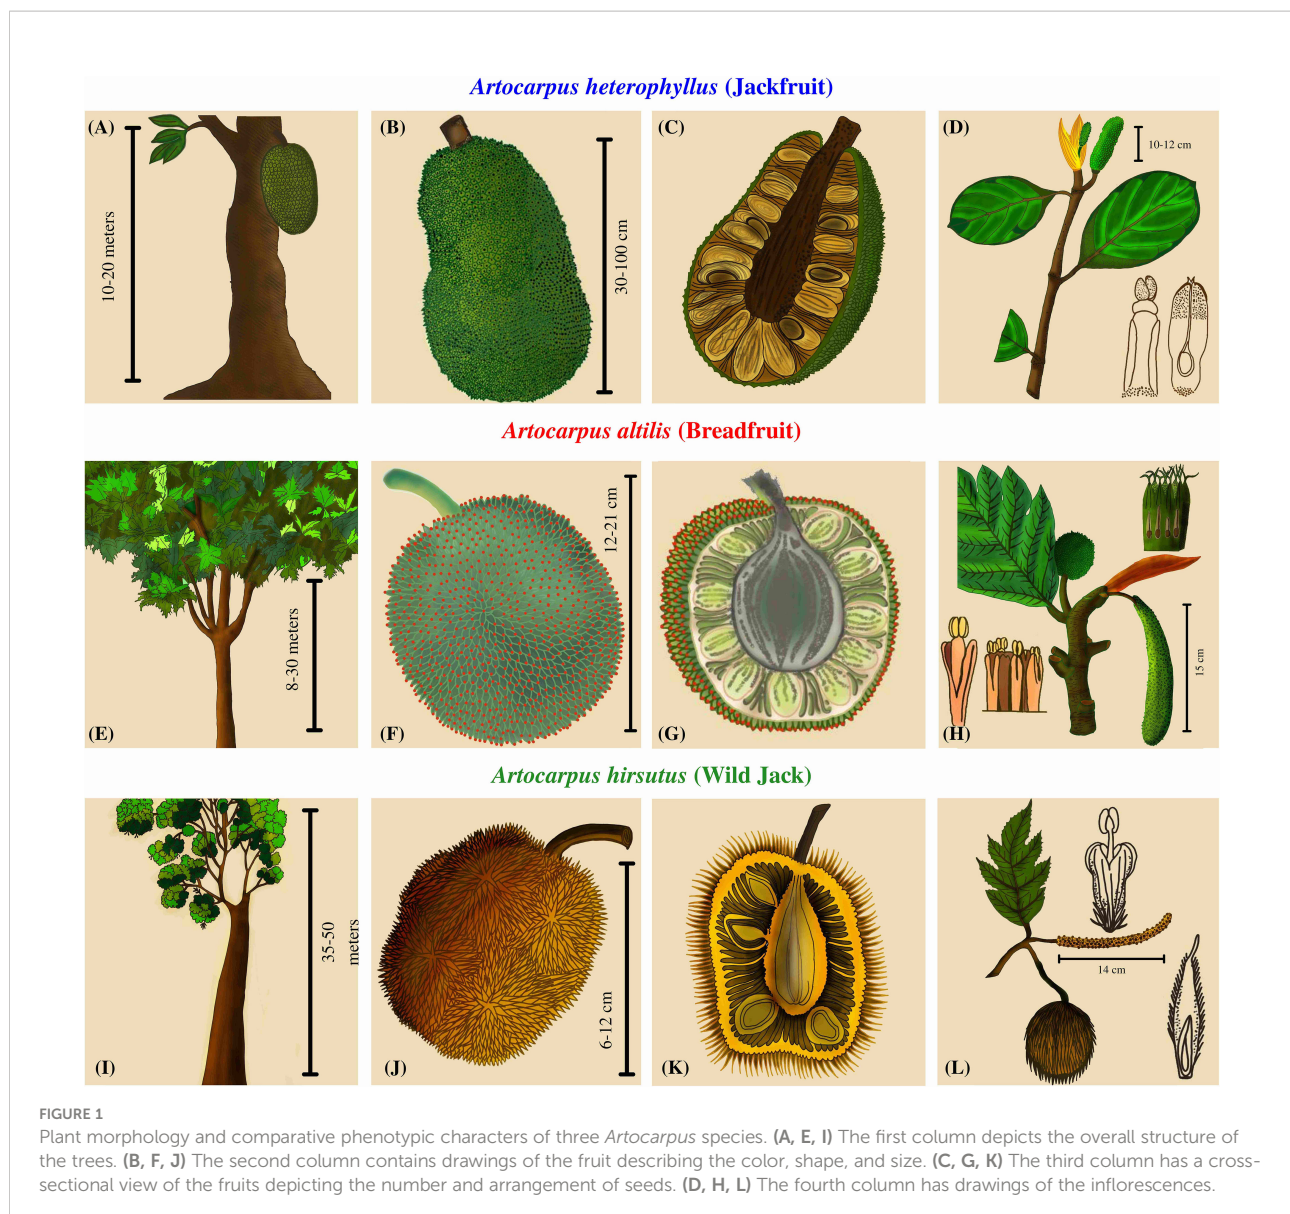 Artocarpus heterophyllus (Jackfruit)
(A)
10-20 meters
(B)
30-100 cm
(C)
(D)
10-12 cm
Artocarpus altilis (Breadfruit)
(E)
8-30 meters
(F)
12-21 cm
(G)
(H)
15 cm
Artocarpus hirsutus (Wild Jack)
(I)
35-50
meters
(J)
6-12 cm
(K)
(L)
14 cm
FIGURE 1
Plant morphology and comparative phenotypic characters of three Artocarpus species. (A, E, I) The first column depicts the overall structure of
the trees. (B, F, J) The second column contains drawings of the fruit describing the color, shape, and size. (C, G, K) The third column has a cross-
sectional view of the fruits depicting the number and arrangement of seeds. (D, H, L) The fourth column has drawings of the inflorescences.